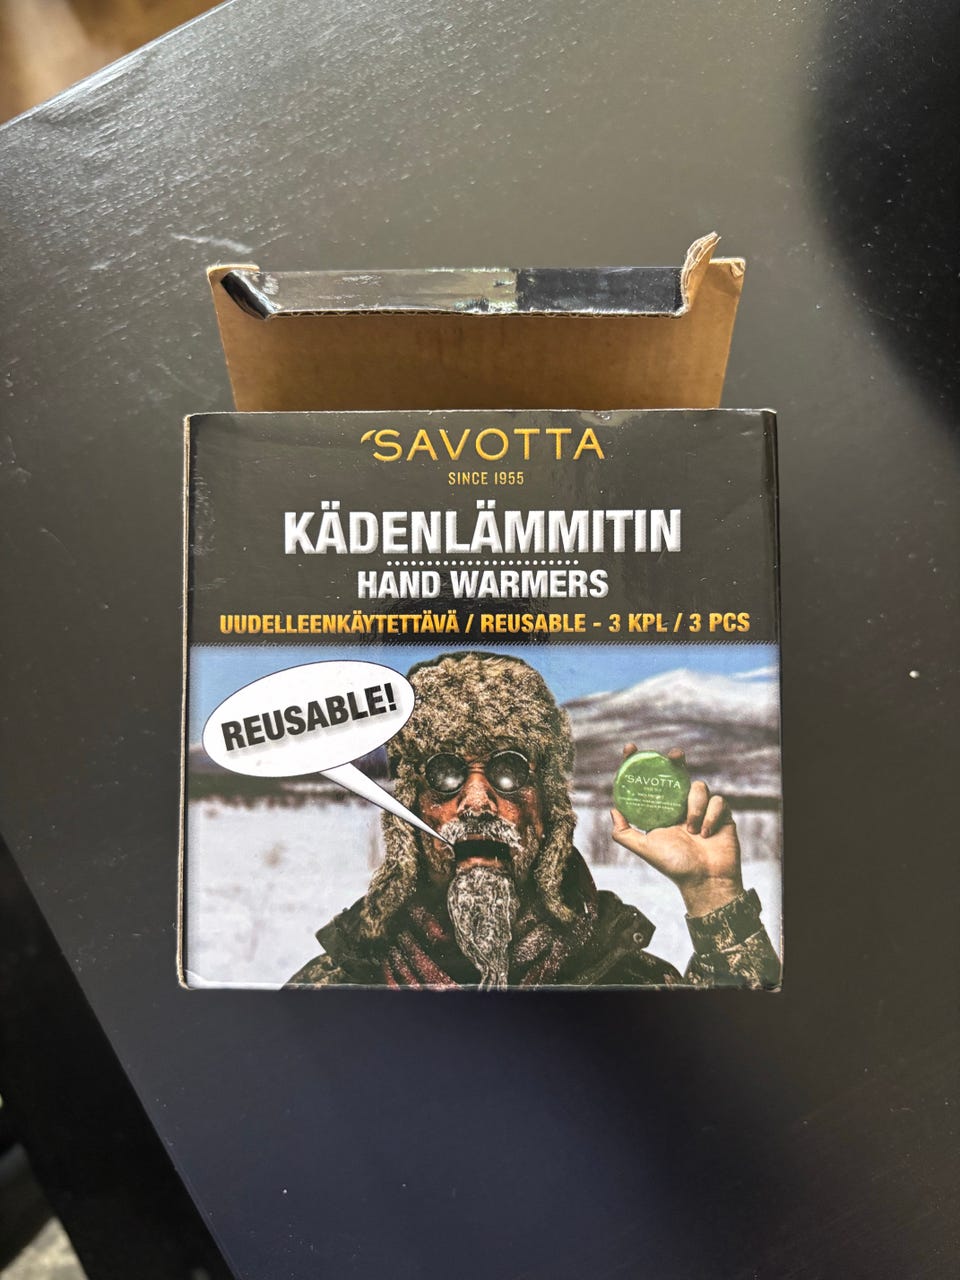 SAVOTTA
SINCE 1955
KÄDENLÄMMITIN
HAND WARMERS
UUDELLEENKÄYTETTÄVÄ / REUSABLE - 3 KPL / 3 PCS
REUSABLE!
SAVOTTA